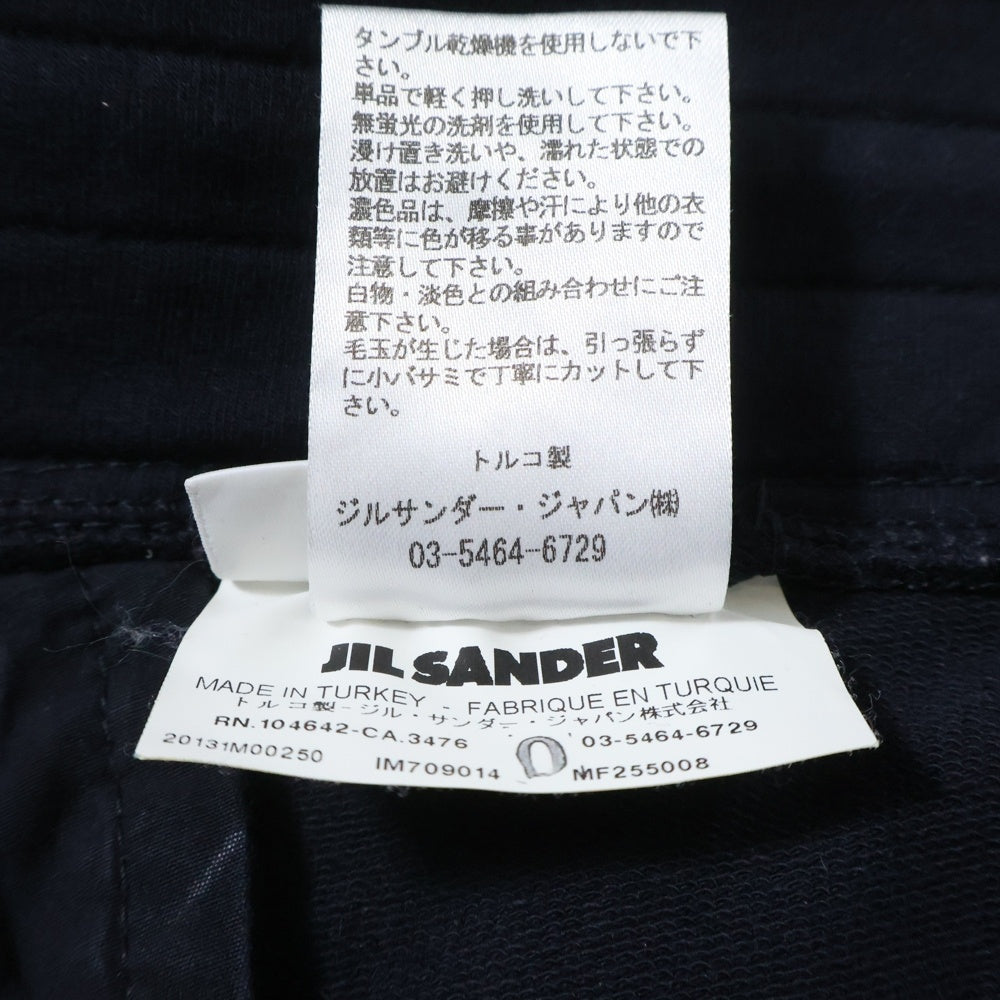 タンブル乾燥機を使用しないで下
さい。
単品で軽く押し洗いして下さい。
無蛍光の洗剤を使用して下さい。
浸け置き洗いや、濡れた状態での
放置はお避けください。
濃色品は、摩擦や汗により他の衣
類等に色が移る事がありますので
注意して下さい。
白物・淡色との組み合わせにご注
意下さい。
毛玉が生じた場合は、引っ張らず
に小バサミで丁寧にカットして下
さい。
トルコ製
ジルサンダー・ジャパン㈱
03-5464-6729
JIL SANDER
MADE IN TURKEY - FABRIQUE EN TURQUIE
トルコ製-ジル・サンダー・ジャパン株式会社
RN.104642-CA.3476 03-5464-6729
20131M00250 IM709014 0 MF255008